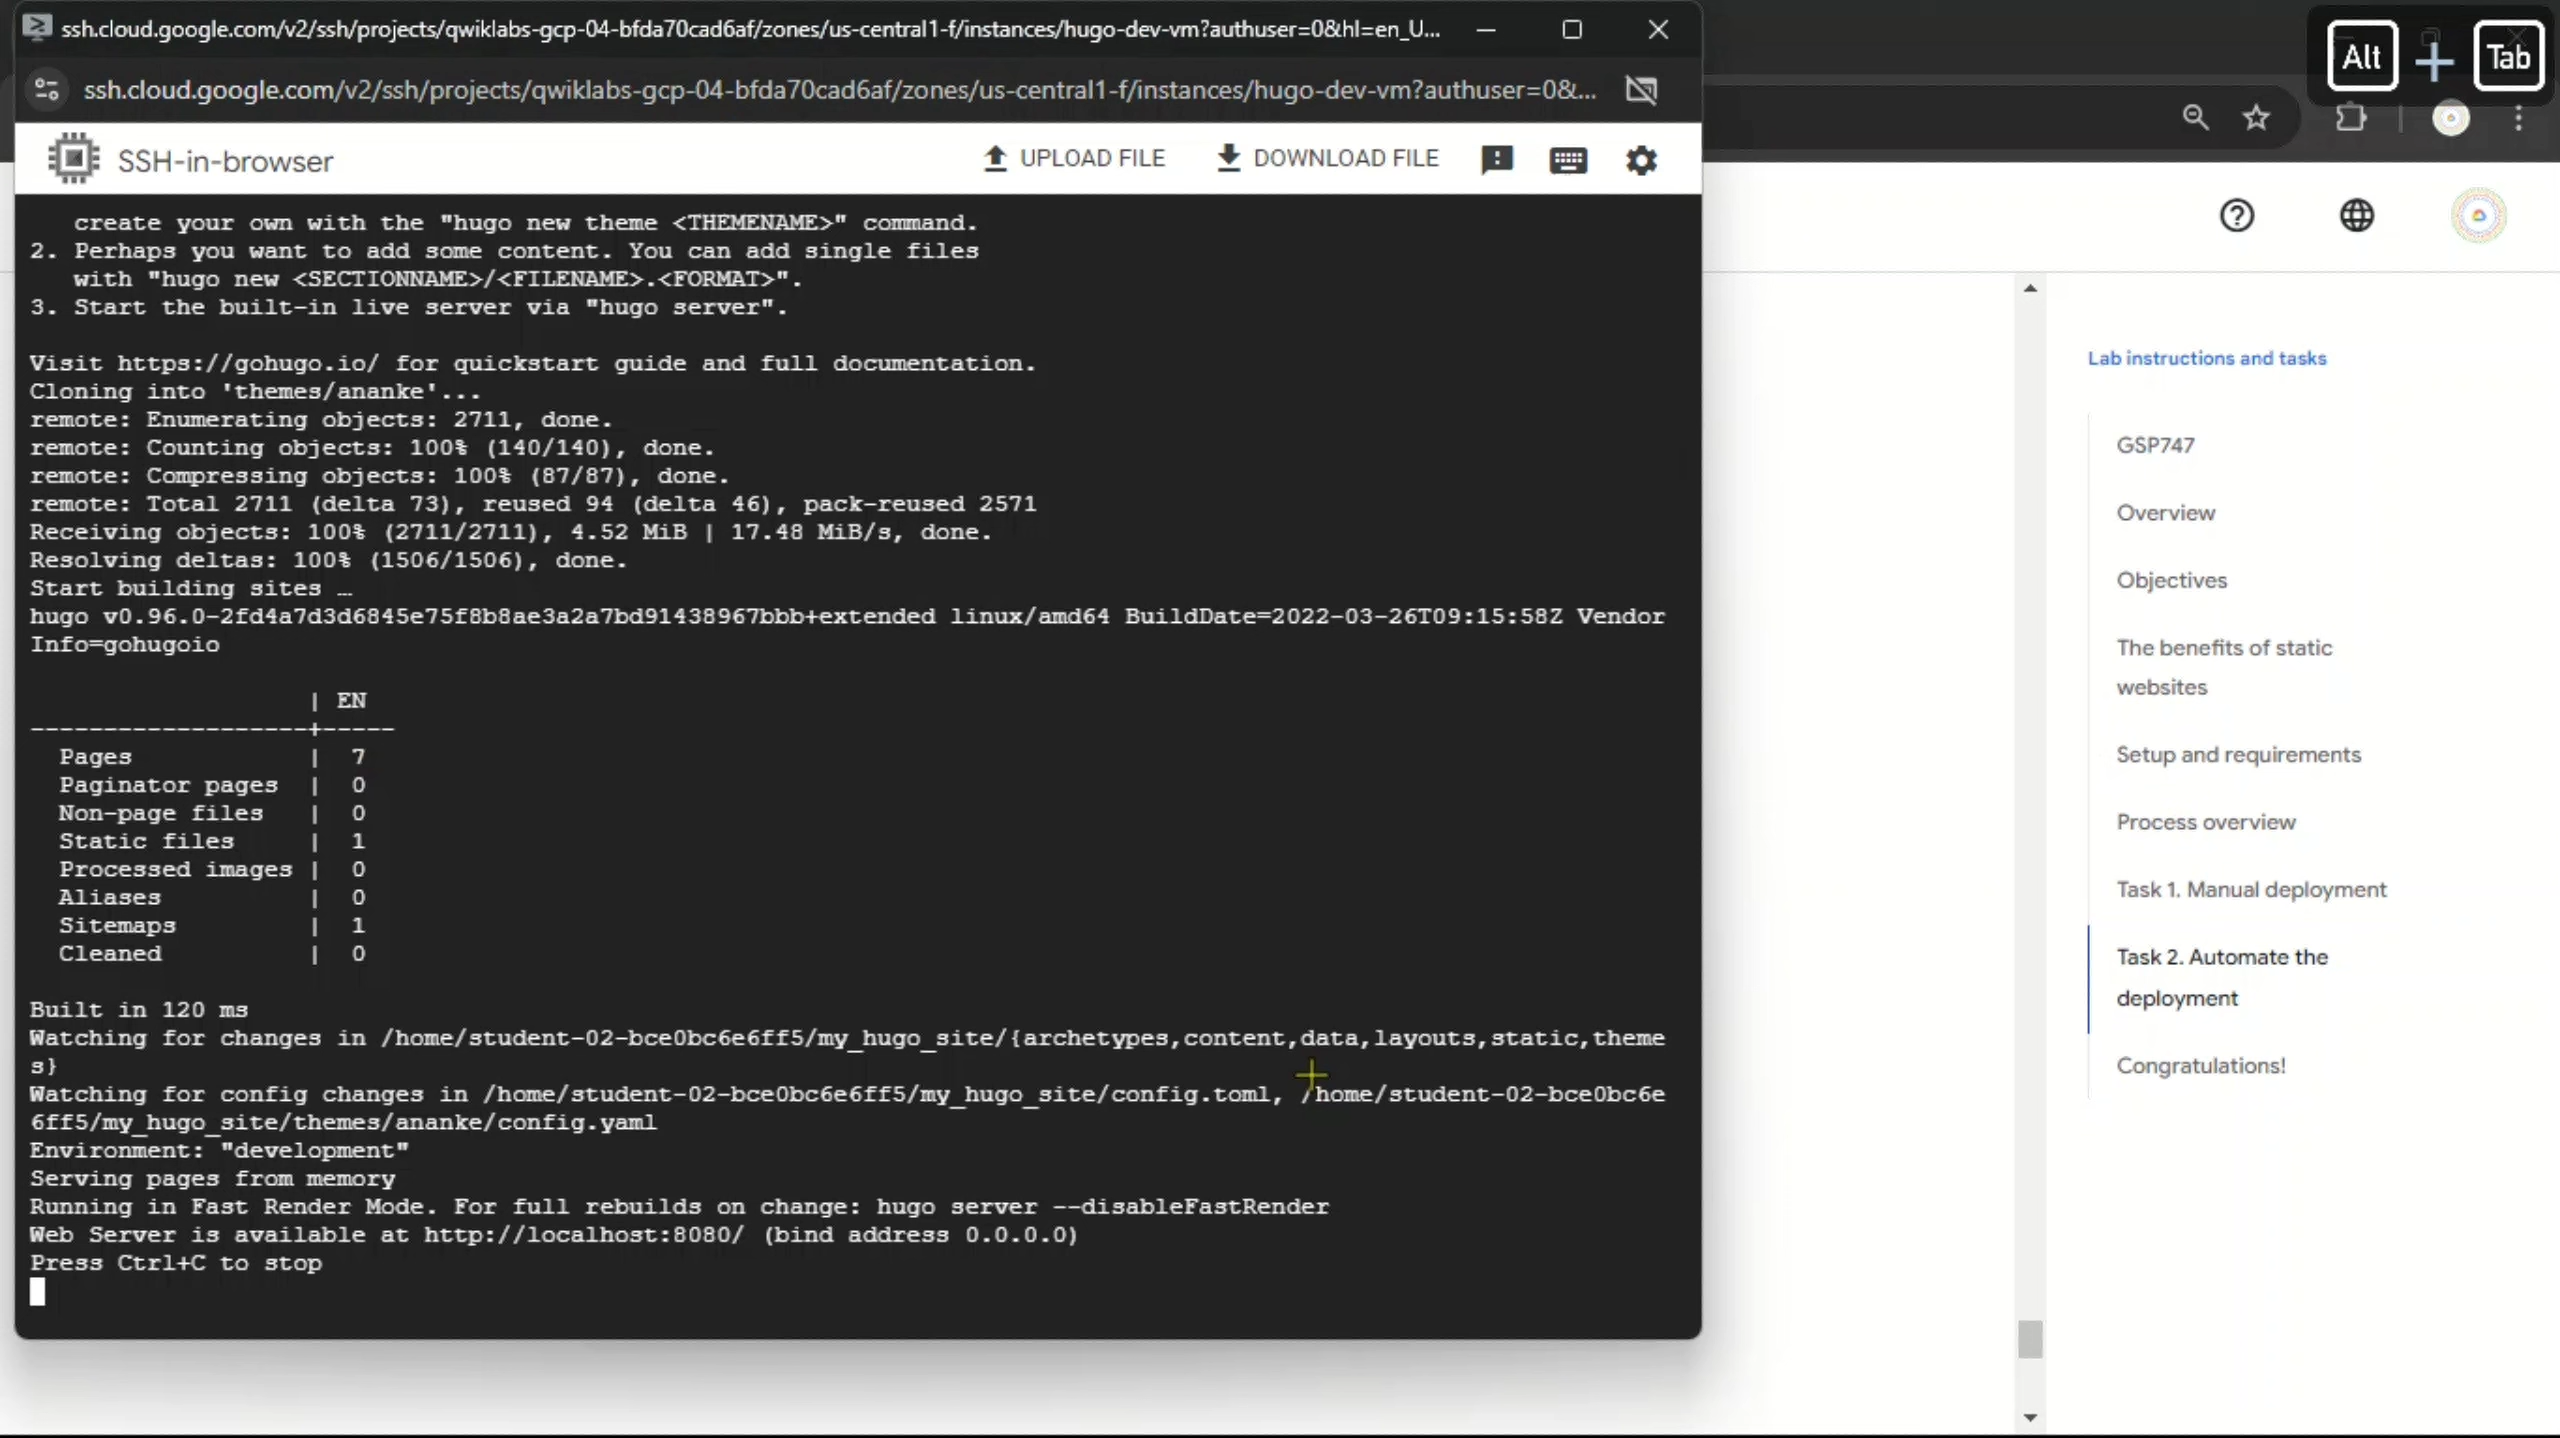 ssh.cloud.google.com/v2/ssh/projects/qwiklabs-gcp-04-bfda70cad6af/zones/us-central1-f/instances/hugo-dev-vm?authuser=0&hl=en_U...
Alt + Tab
ssh.cloud.google.com/v2/ssh/projects/qwiklabs-gcp-04-bfda70cad6af/zones/us-central1-f/instances/hugo-dev-vm?authuser=0&...
SSH-in-browser
UPLOAD FILE
DOWNLOAD FILE
create your own with the "hugo new theme <THEMENAME>" command.
2. Perhaps you want to add some content. You can add single files
with "hugo new <SECTIONNAME>/<FILENAME>.<FORMAT>".
3. Start the built-in live server via "hugo server".
Visit https://gohugo.io/ for quickstart guide and full documentation.
Cloning into 'themes/ananke'...
remote: Enumerating objects: 2711, done.
remote: Counting objects: 100% (140/140), done.
remote: Compressing objects: 100% (87/87), done.
remote: Total 2711 (delta 73), reused 94 (delta 46), pack-reused 2571
Receiving objects: 100% (2711/2711), 4.52 MiB | 17.48 MiB/s, done.
Resolving deltas: 100% (1506/1506), done.
Start building sites …
hugo v0.96.0-2fd4a7d3d6845e75f8b8ae3a2a7bd91438967bbb+extended linux/amd64 BuildDate=2022-03-26T09:15:58Z Vendor
Info=gohugoio
| EN
-------------------+-----
Pages | 7
Paginator pages | 0
Non-page files | 0
Static files | 1
Processed images | 0
Aliases | 0
Sitemaps | 1
Cleaned | 0
Built in 120 ms
Watching for changes in /home/student-02-bce0bc6e6ff5/my_hugo_site/{archetypes,content,data,layouts,static,theme
s}
Watching for config changes in /home/student-02-bce0bc6e6ff5/my_hugo_site/config.toml, /home/student-02-bce0bc6e
6ff5/my_hugo_site/themes/ananke/config.yaml
Environment: "development"
Serving pages from memory
Running in Fast Render Mode. For full rebuilds on change: hugo server --disableFastRender
Web Server is available at http://localhost:8080/ (bind address 0.0.0.0)
Press Ctrl+C to stop
Lab instructions and tasks
GSP747
Overview
Objectives
The benefits of static
websites
Setup and requirements
Process overview
Task 1. Manual deployment
Task 2. Automate the
deployment
Congratulations!